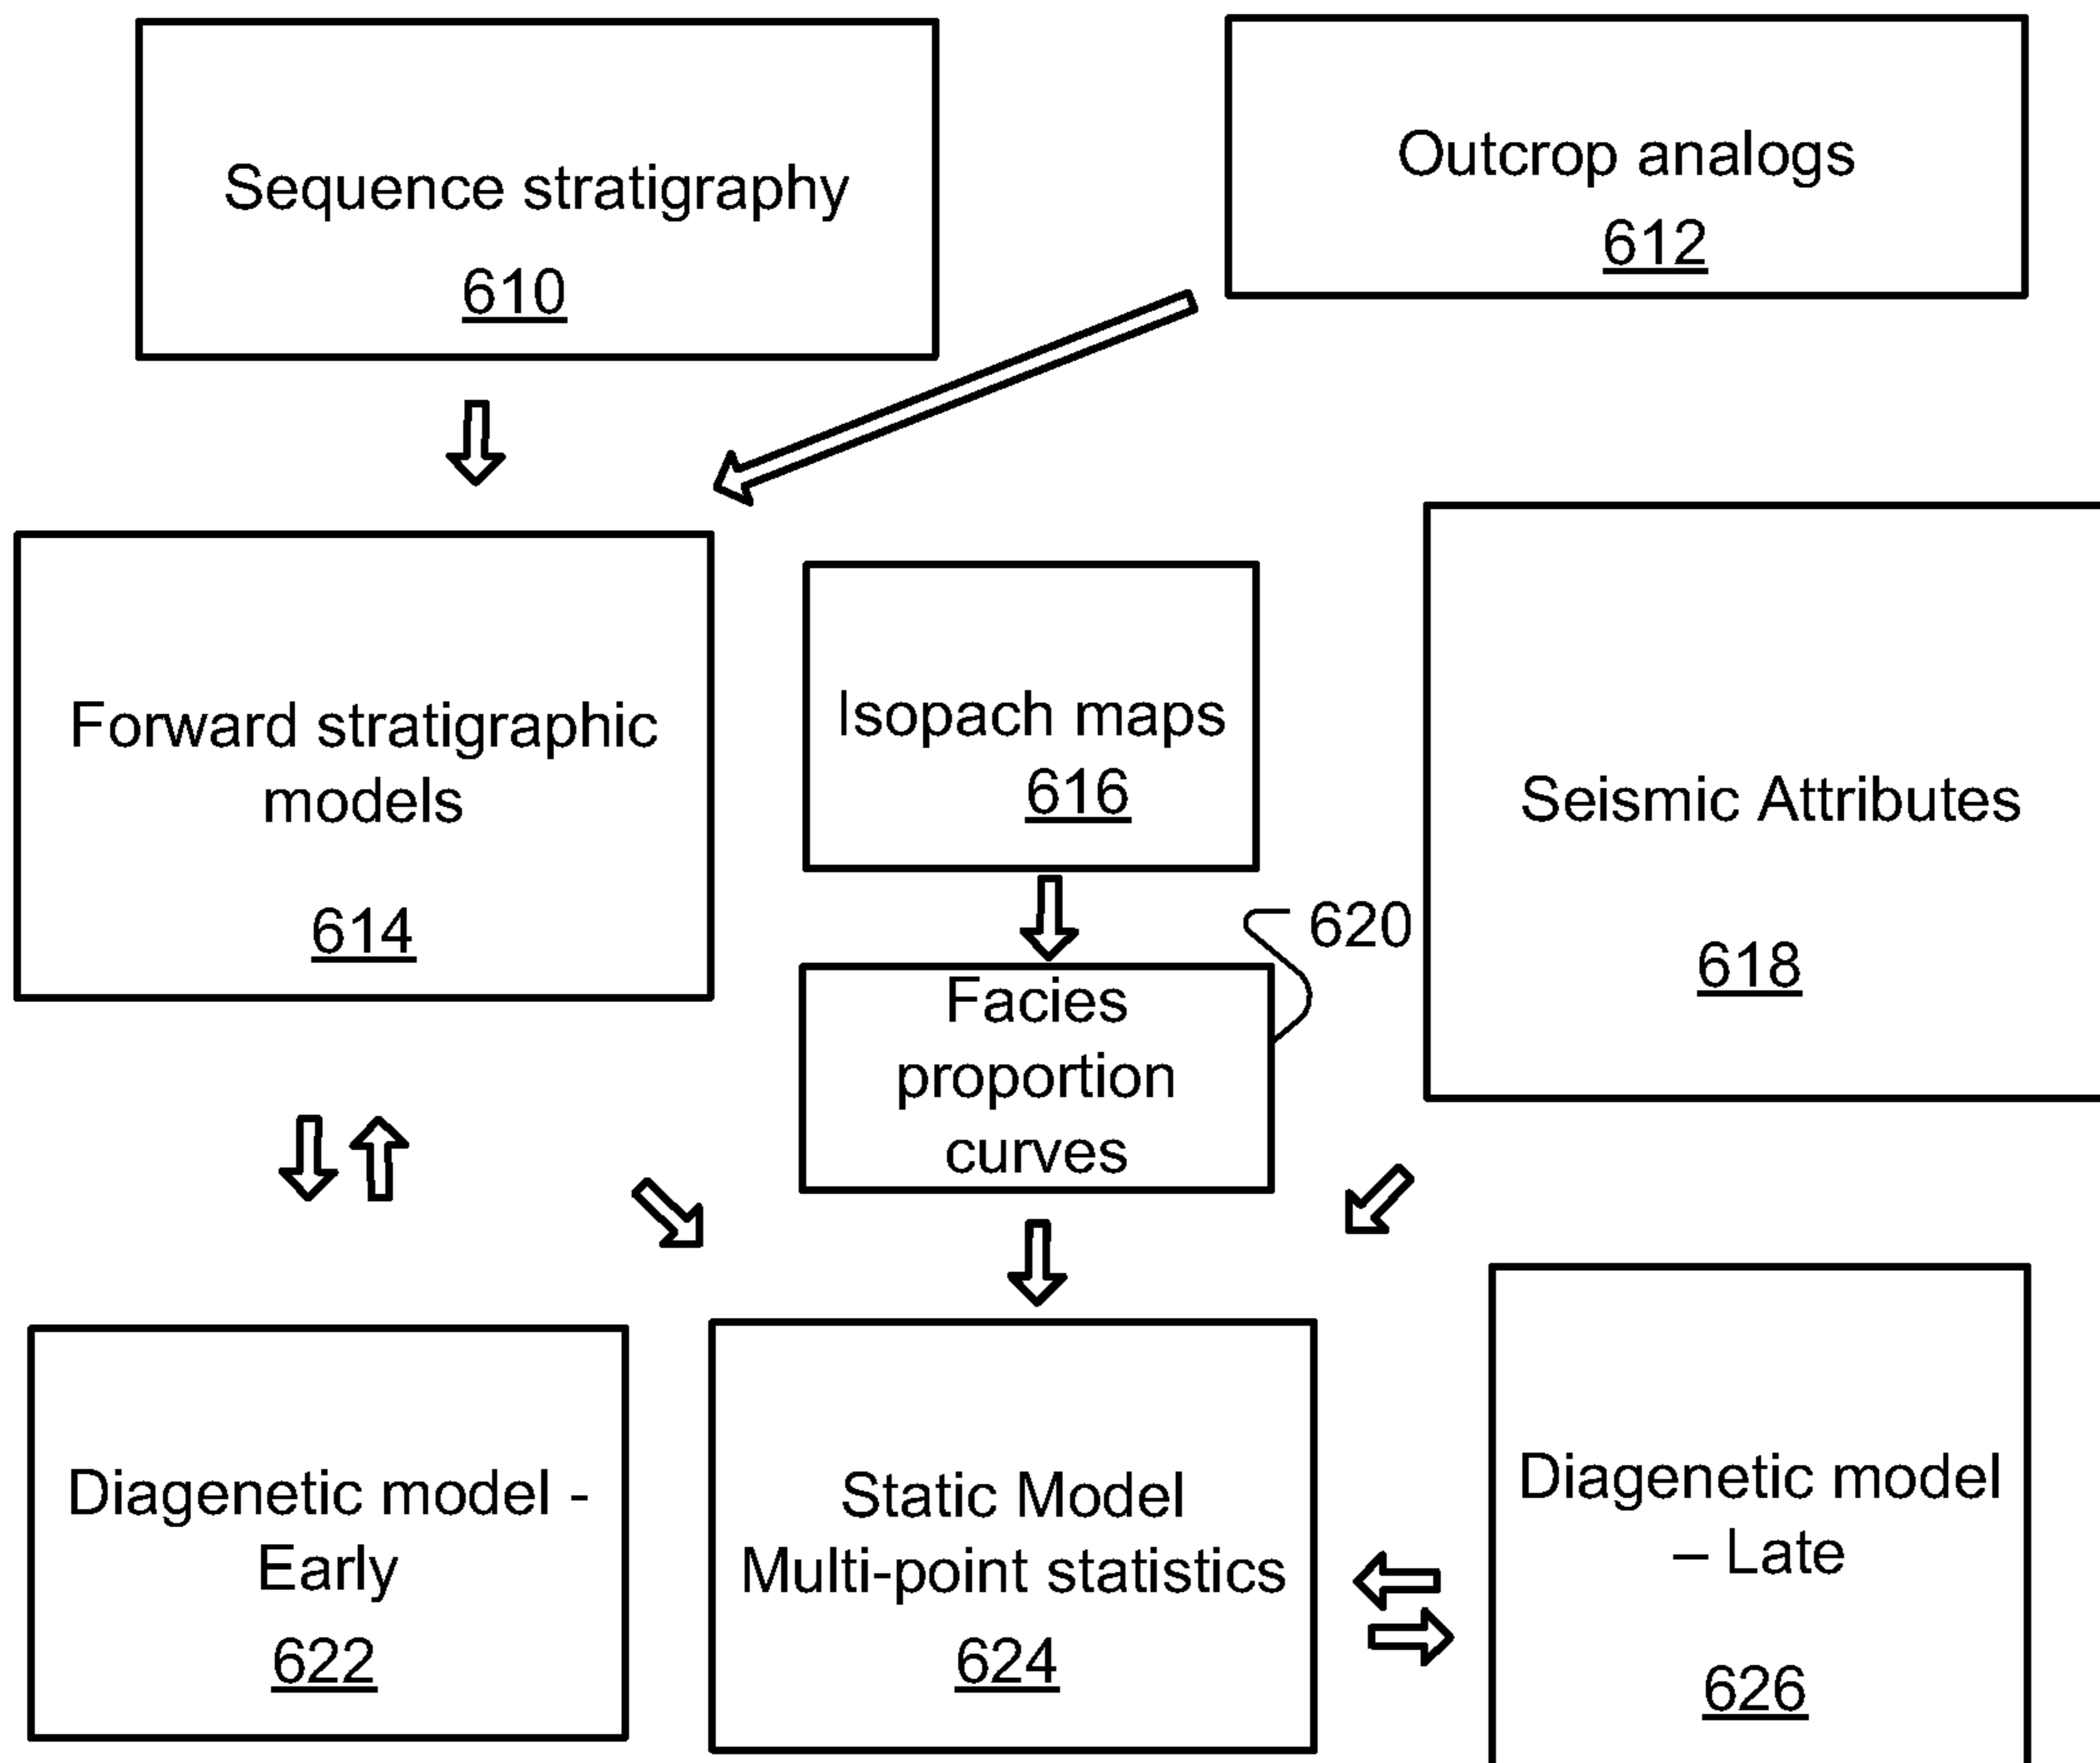 Sequence stratigraphy
610
Outcrop analogs
612
Forward stratigraphic
models
614
Isopach maps
616
Seismic Attributes
618
620
Facies
proportion
curves
Diagenetic model -
Early
622
Static Model
Multi-point statistics
624
Diagenetic model
– Late
626